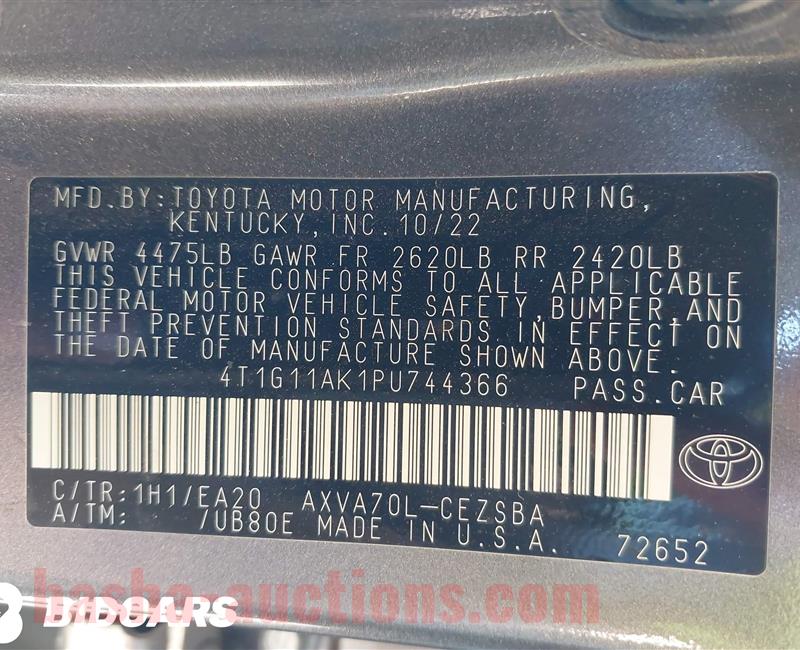 MFD.BY:TOYOTA MOTOR MANUFACTURING,
KENTUCKY,INC.10/22
GVWR 4475LB GAWR FR 2620LB RR 2420LB
THIS VEHICLE CONFORMS TO ALL APPLICABLE
FEDERAL MOTOR VEHICLE SAFETY,BUMPER,AND
THEFT PREVENTION STANDARDS IN EFFECT ON
THE DATE OF MANUFACTURE SHOWN ABOVE.
4T1G11AK1PU744366 PASS.CAR
C/TR:1H1/EA20 AXVA70L-CEZSBA
A/TM: /UB80E MADE IN U.S.A. 72652
basha-auctions.com
BIDCARS